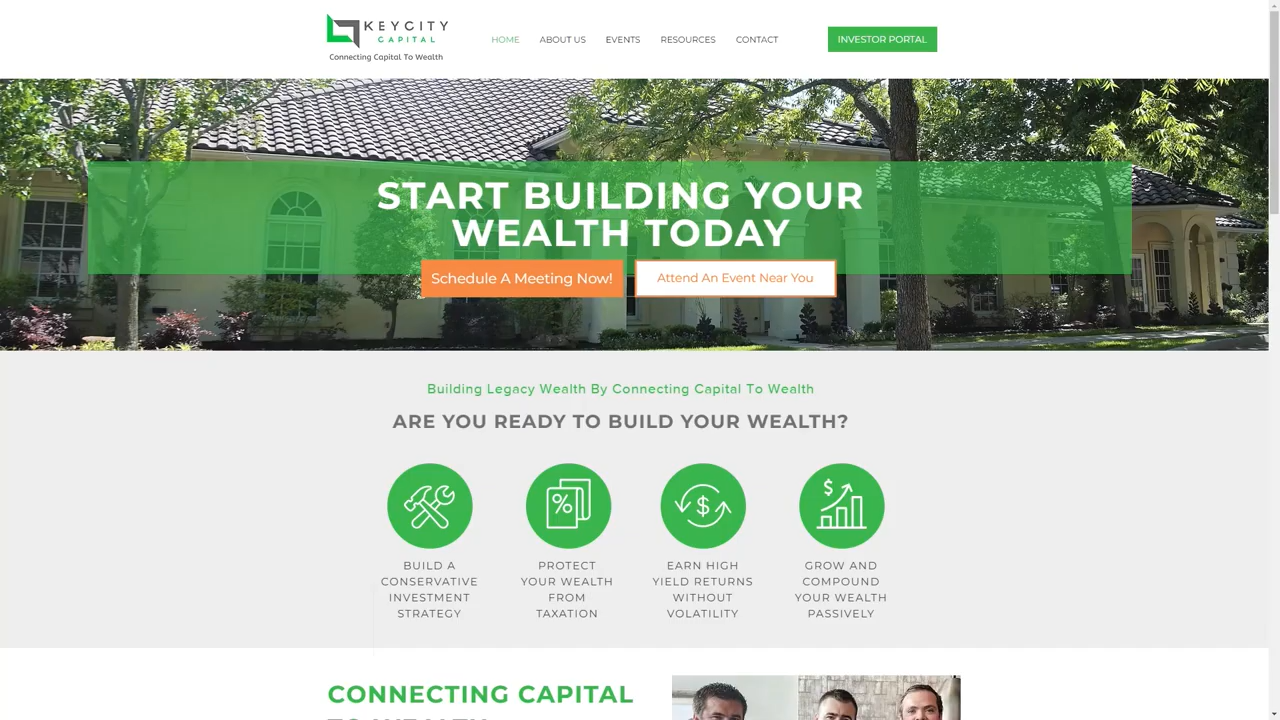 KEYCITY
CAPITAL
Connecting Capital To Wealth
HOME ABOUT US EVENTS RESOURCES CONTACT INVESTOR PORTAL
START BUILDING YOUR
WEALTH TODAY
Schedule A Meeting Now! Attend An Event Near You
Building Legacy Wealth By Connecting Capital To Wealth
ARE YOU READY TO BUILD YOUR WEALTH?
BUILD A
CONSERVATIVE
INVESTMENT
STRATEGY
PROTECT
YOUR WEALTH
FROM
TAXATION
EARN HIGH
YIELD RETURNS
WITHOUT
VOLATILITY
GROW AND
COMPOUND
YOUR WEALTH
PASSIVELY
CONNECTING CAPITAL
TO WEALTH